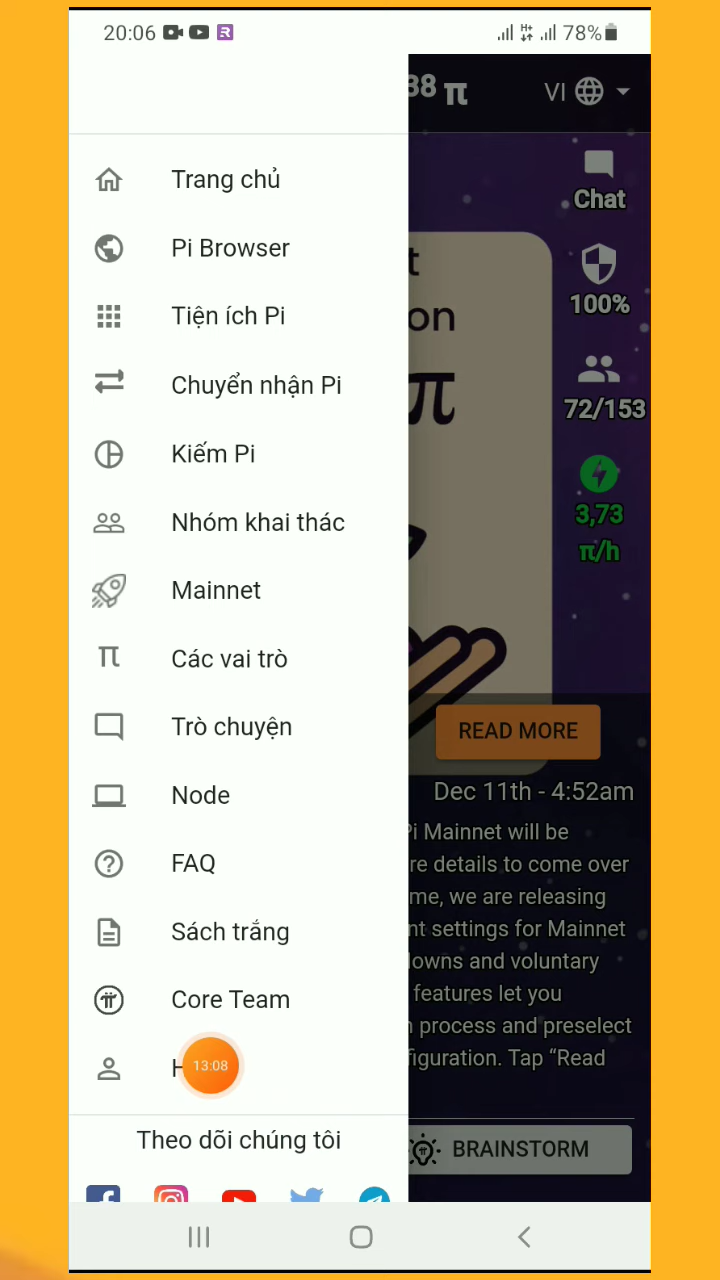 20:06
78%
38 π
VI
Trang chủ
Chat
Pi Browser
100%
Tiện ích Pi
on
Chuyển nhận Pi
π
72/153
Kiếm Pi
3,73
π/h
Nhóm khai thác
Mainnet
Các vai trò
Trò chuyện
READ MORE
Node
Dec 11th - 4:52am
Pi Mainnet will be
FAQ
re details to come over
me, we are releasing
Sách trắng
nt settings for Mainnet
downs and voluntary
features let you
Core Team
process and preselect
figuration. Tap “Read
13:08
Theo dõi chúng tôi
BRAINSTORM